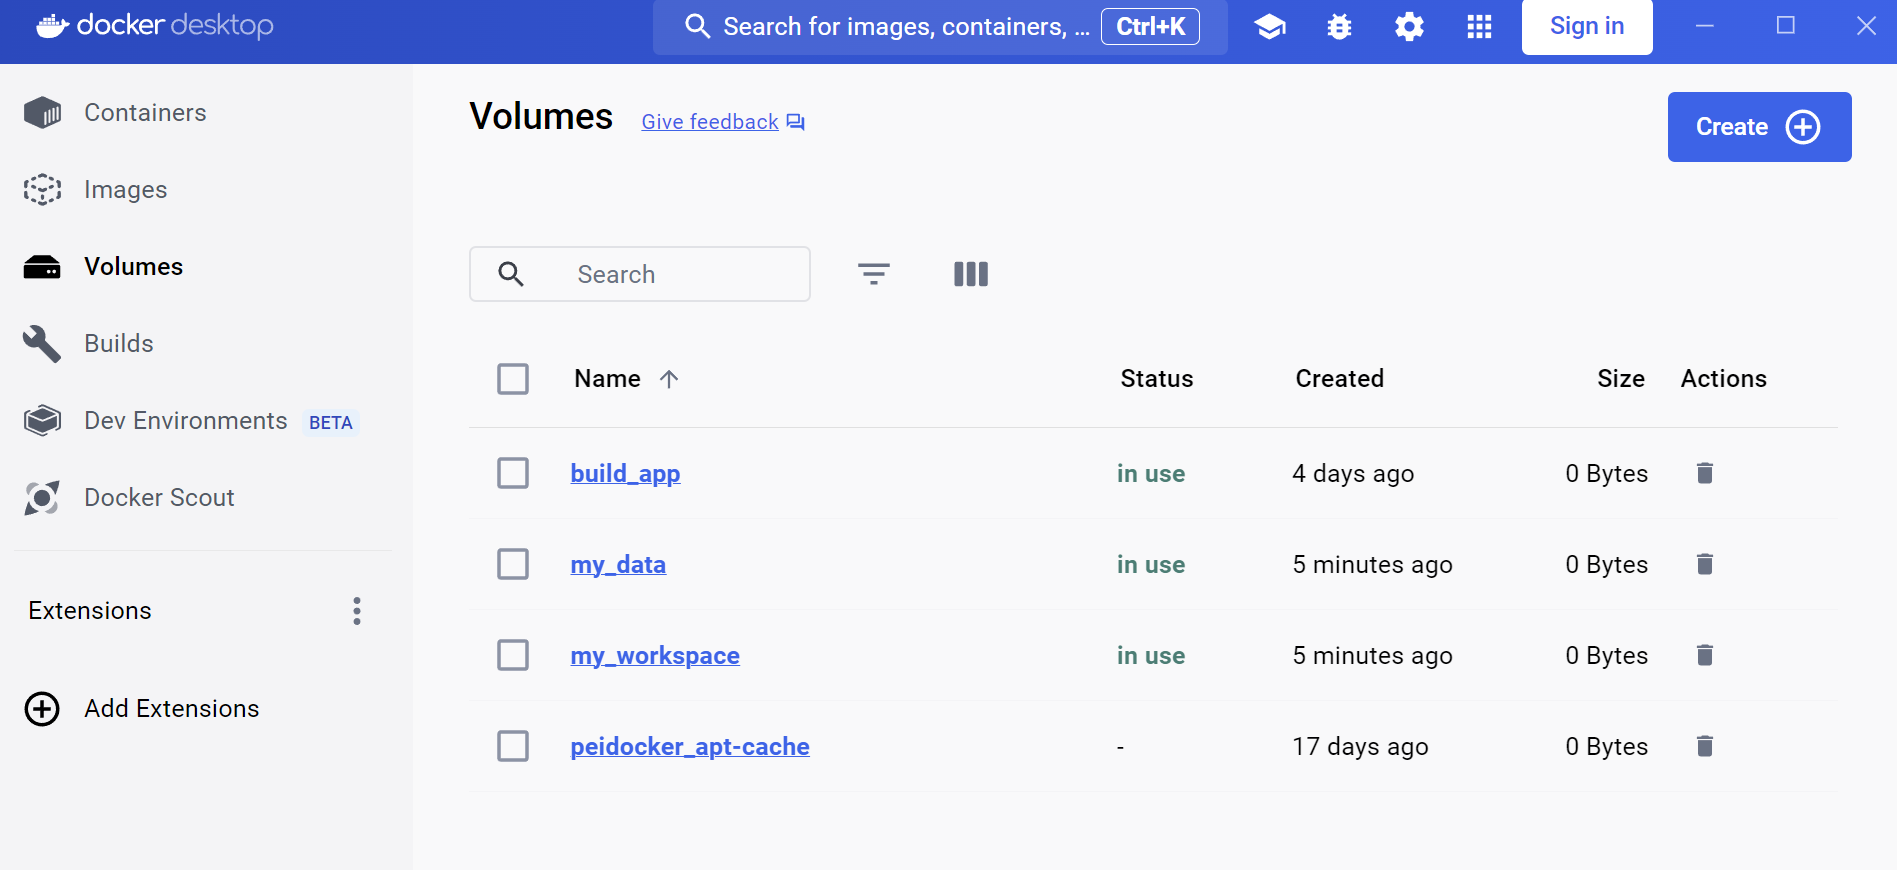 docker desktop
Search for images, containers, ... Ctrl+K
Sign in
Containers
Images
Volumes
Builds
Dev Environments BETA
Docker Scout
Extensions
Add Extensions
Volumes Give feedback
Create
Search
Name Status Created Size Actions
build_app in use 4 days ago 0 Bytes
my_data in use 5 minutes ago 0 Bytes
my_workspace in use 5 minutes ago 0 Bytes
peidocker_apt-cache - 17 days ago 0 Bytes